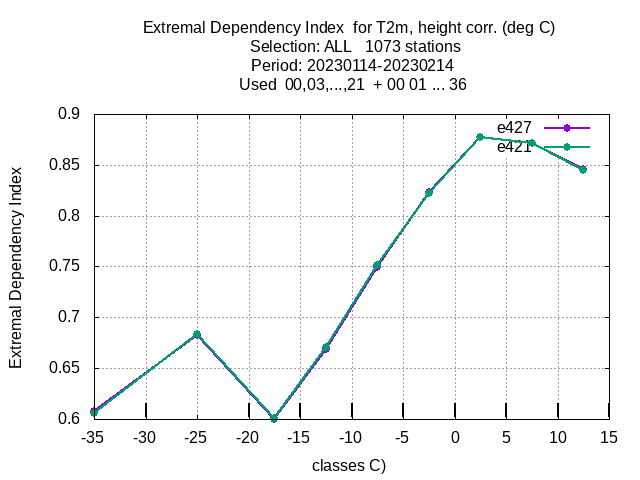 Extremal Dependency Index  for T2m, height corr. (deg C)
Selection: ALL   1073 stations
Period: 20230114-20230214
Used  00,03,...,21  + 00 01 ... 36
e427
e421
0.9
0.85
0.8
0.75
0.7
0.65
0.6
Extremal Dependency Index
-35 -30 -25 -20 -15 -10 -5 0 5 10 15
classes C)